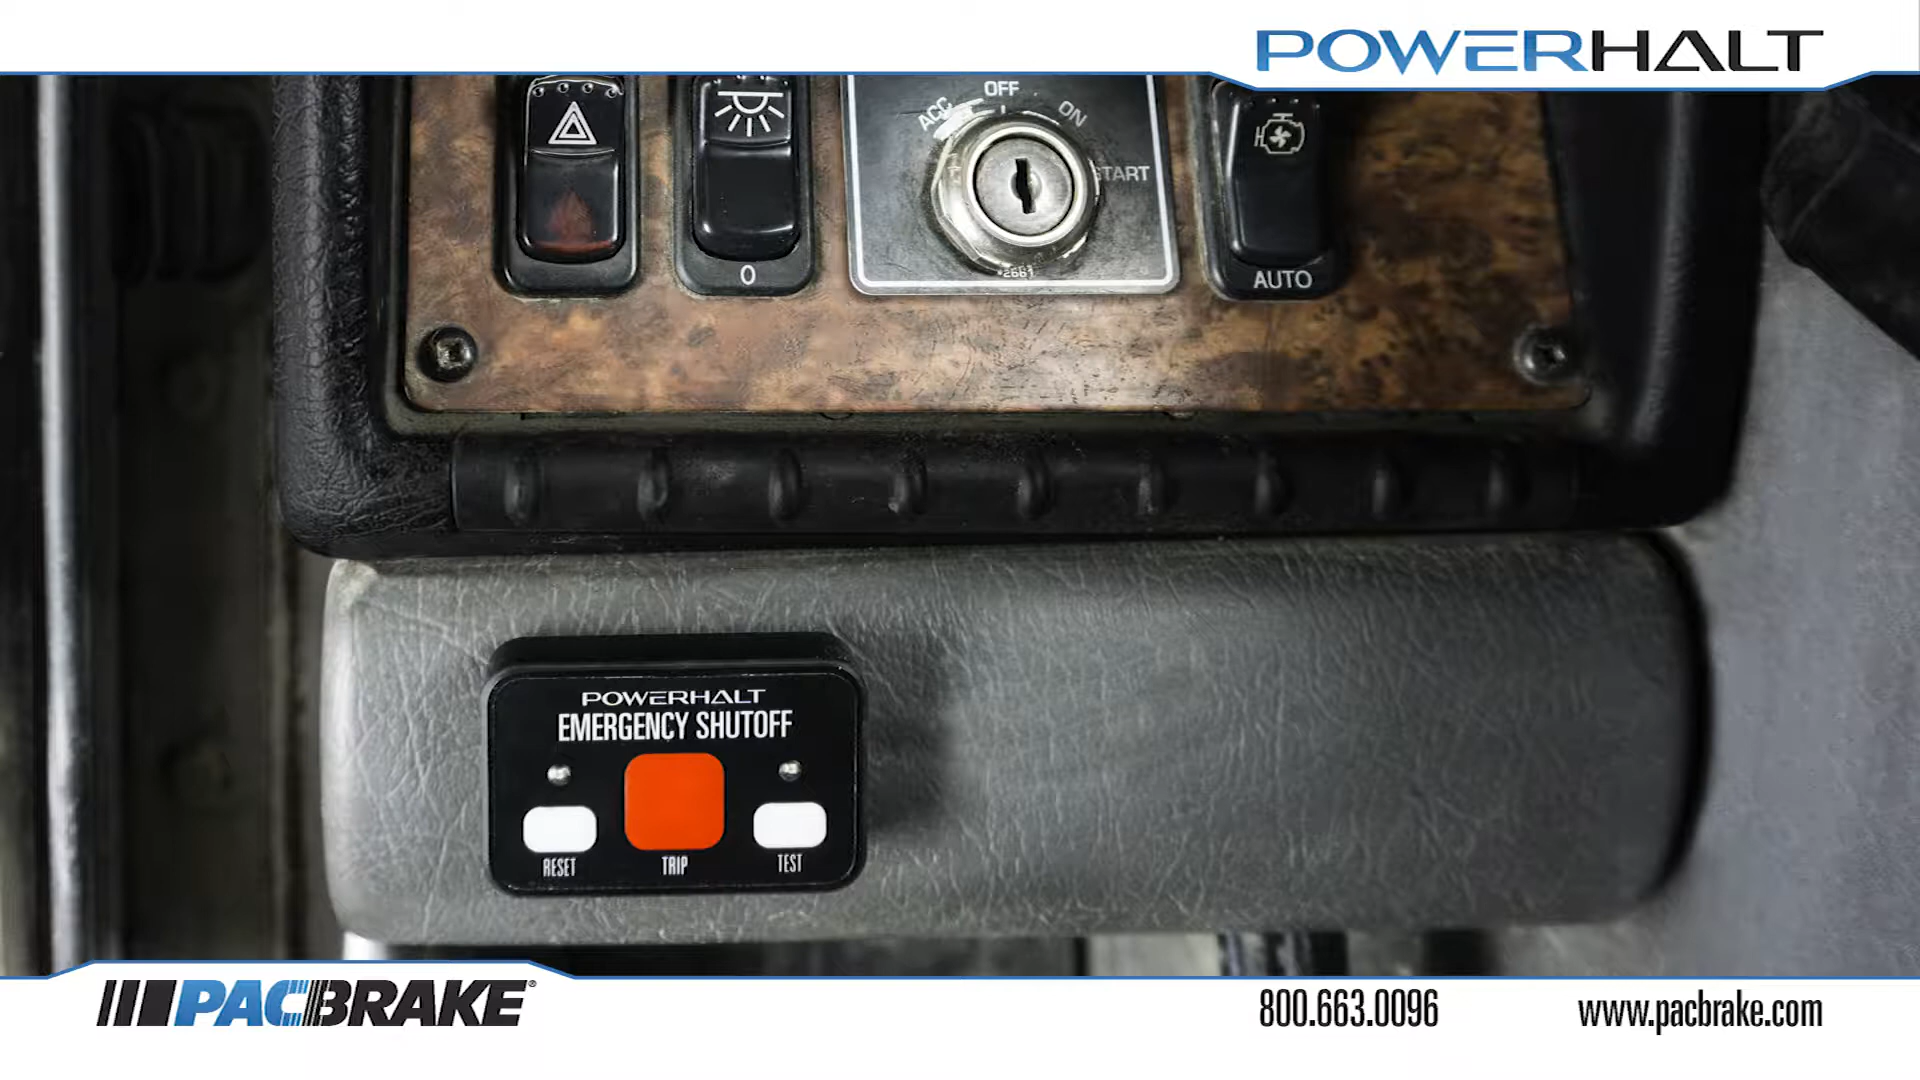 POWERHALT
OFF
ACC
ON
START
H
0
AUTO
POWERHALT
EMERGENCY SHUTOFF
RESET
TRIP
TEST
PACBRAKE®
800.663.0096
www.pacbrake.com